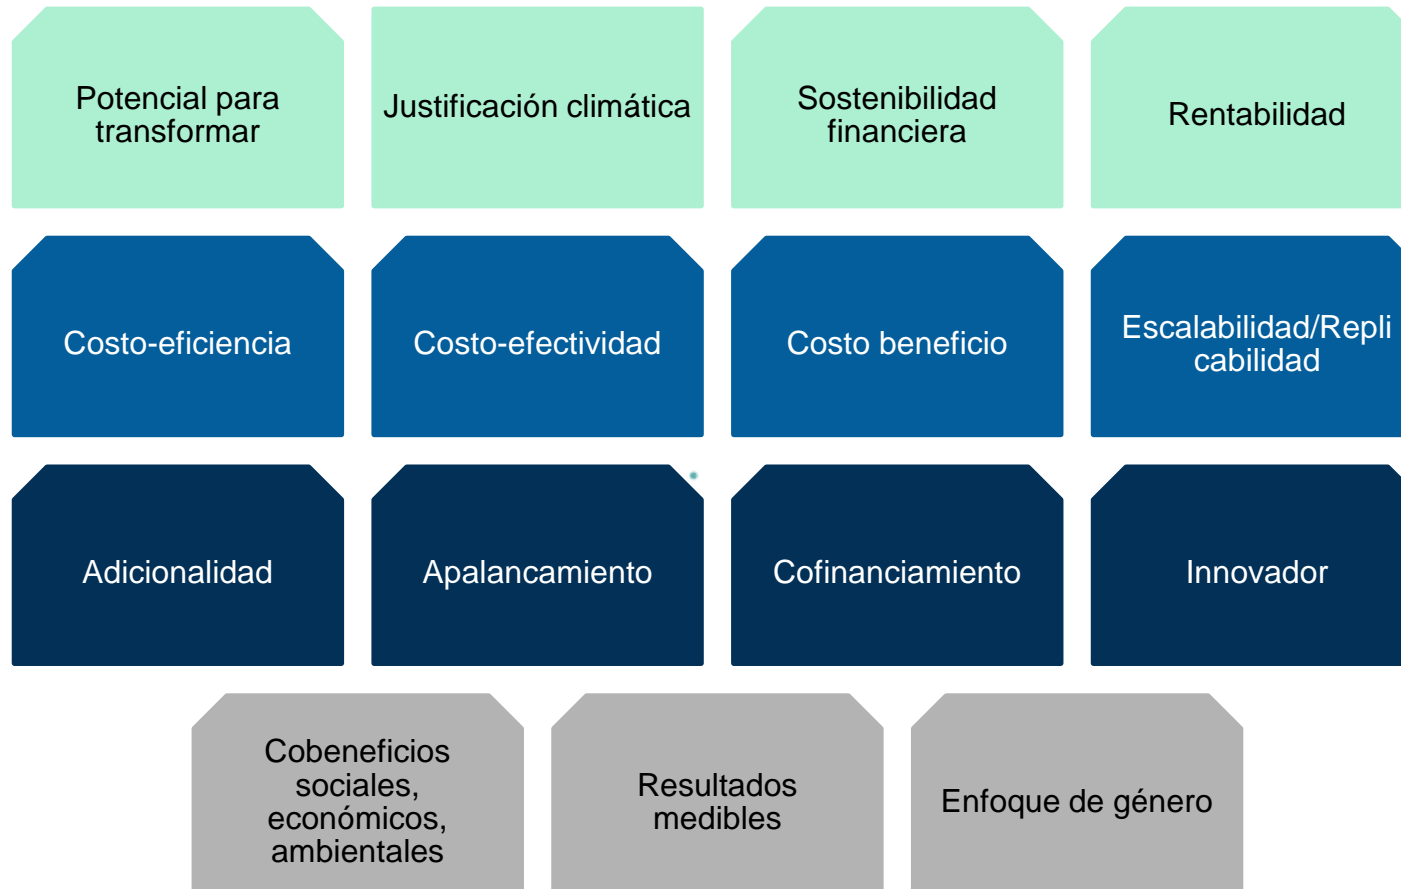 Potencial para
transformar
Justificación climática
Sostenibilidad
financiera
Rentabilidad
Costo-eficiencia
Costo-efectividad
Costo beneficio
Escalabilidad/Repli
cabilidad
Adicionalidad
Apalancamiento
Cofinanciamiento
Innovador
Cobeneficios
sociales,
económicos,
ambientales
Resultados
medibles
Enfoque de género